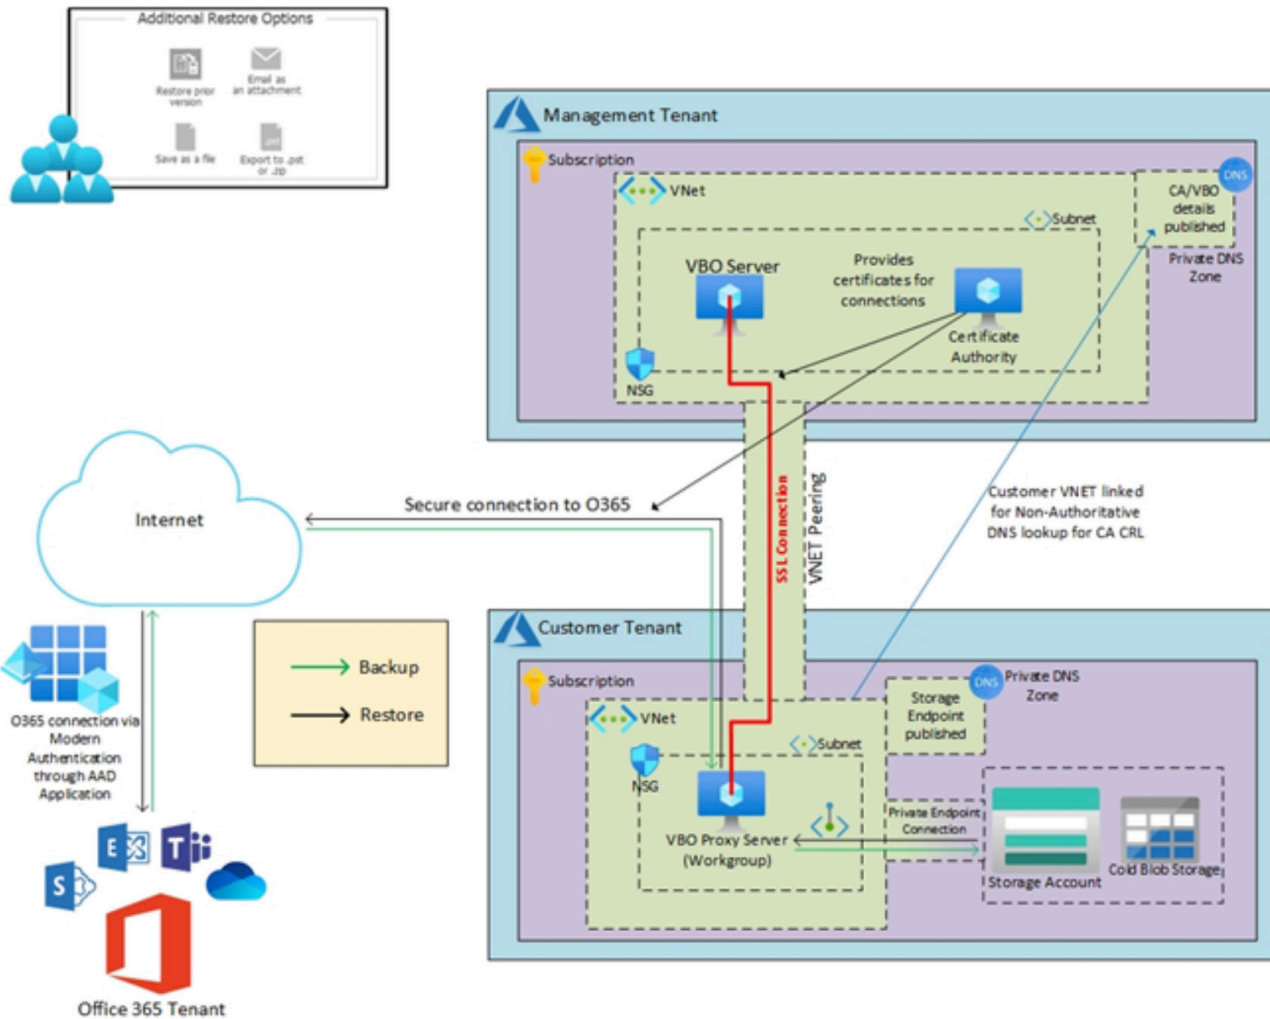 Additional Restore Options
Restore prior
version
Email as
an attachment
Save as a file
Export to .pst
or .zip
.pst
Management Tenant
Subscription
VNet
Subnet
DNS
CA/VBO
details
published
Private DNS
Zone
VBO Server
Provides
certificates for
connections
Certificate
Authority
NSG
Internet
Secure connection to O365
SSL Connection
VNET Peering
Customer VNET linked
for Non-Authoritative
DNS lookup for CA CRL
Backup
Restore
O365 connection via
Modern
Authentication
through AAD
Application
S
E
T
Office 365 Tenant
Customer Tenant
Subscription
VNet
NSG
Subnet
DNS
Private DNS
Zone
Storage
Endpoint
published
VBO Proxy Server
(Workgroup)
Private Endpoint
Connection
Storage Account
Cold Blob Storage